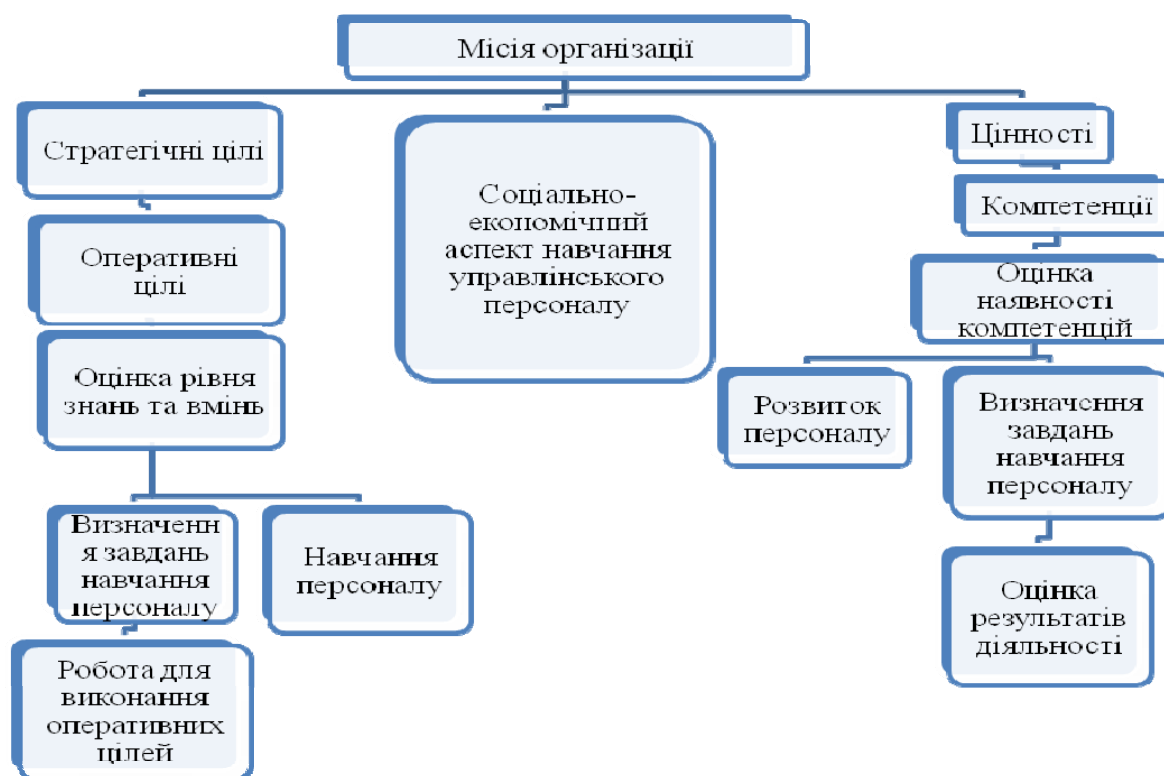 Місія організації
Стратегічні цілі
Оперативні
цілі
Оцінка рівня
знань та вмінь
Визначенн
я завдань
навчання
персоналу
Робота для
виконання
оперативних
цілей
Навчання
персоналу
Соціально-
економічний
аспект навчання
управлінського
персоналу
Цінності
Компетенції
Оцінка
наявності
компетенцій
Розвиток
персоналу
Визначення
завдань
навчання
персоналу
Оцінка
результатів
діяльності